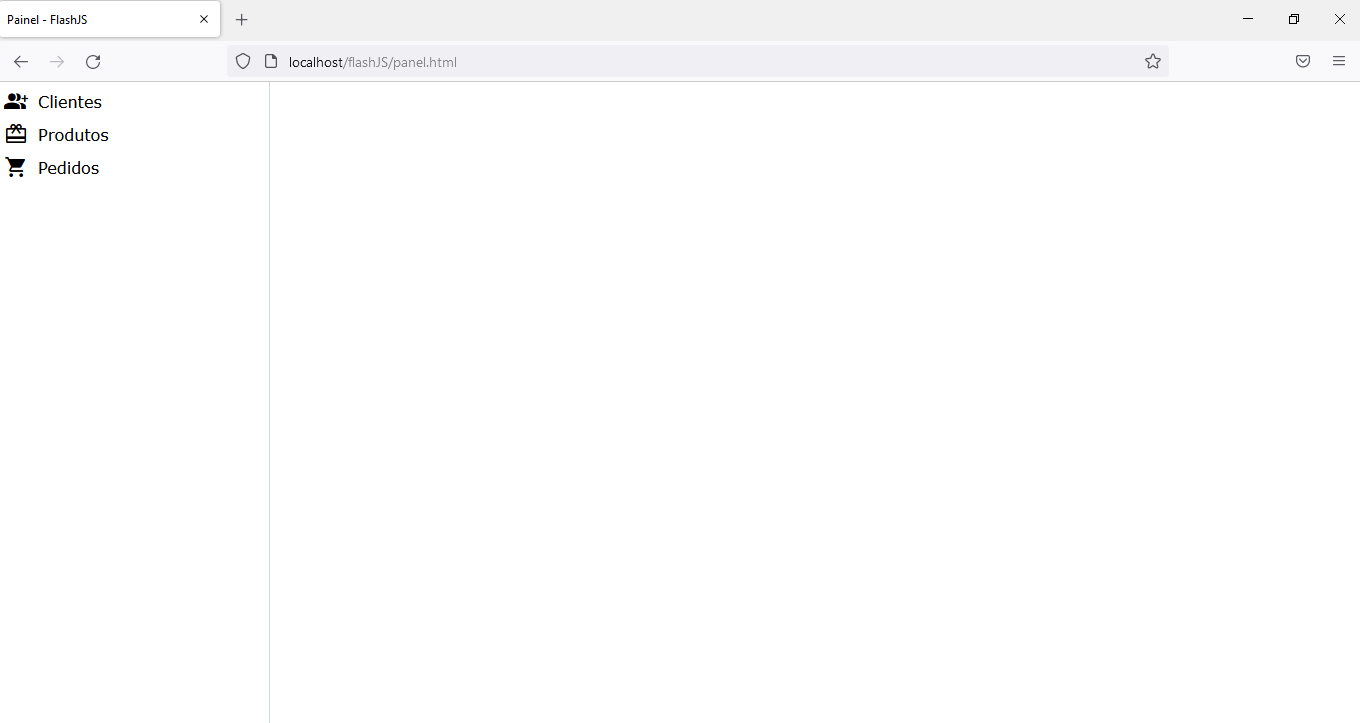 Painel - FlashJS
localhost/flashJS/panel.html
Clientes
Produtos
Pedidos